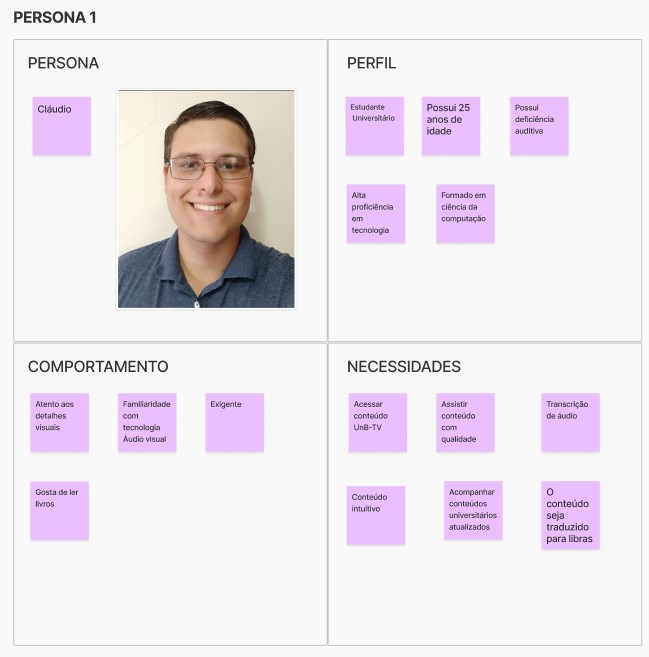 PERSONA 1
PERSONA
Cláudio
PERFIL
Estudante
Universitário
Possui 25
anos de
idade
Possui
deficiência
auditiva
Alta
proficiência
em
tecnologia
Formado em
ciência da
computação
COMPORTAMENTO
Atento aos
detalhes
visuais
Familiaridade
com
tecnologia
Áudio visual
Exigente
Gosta de ler
livros
NECESSIDADES
Acessar
conteúdo
UnB-TV
Assistir
conteúdo
com
qualidade
Transcrição
de áudio
Conteúdo
intuitivo
Acompanhar
conteúdos
universitários
atualizados
O
conteúdo
seja
traduzido
para libras